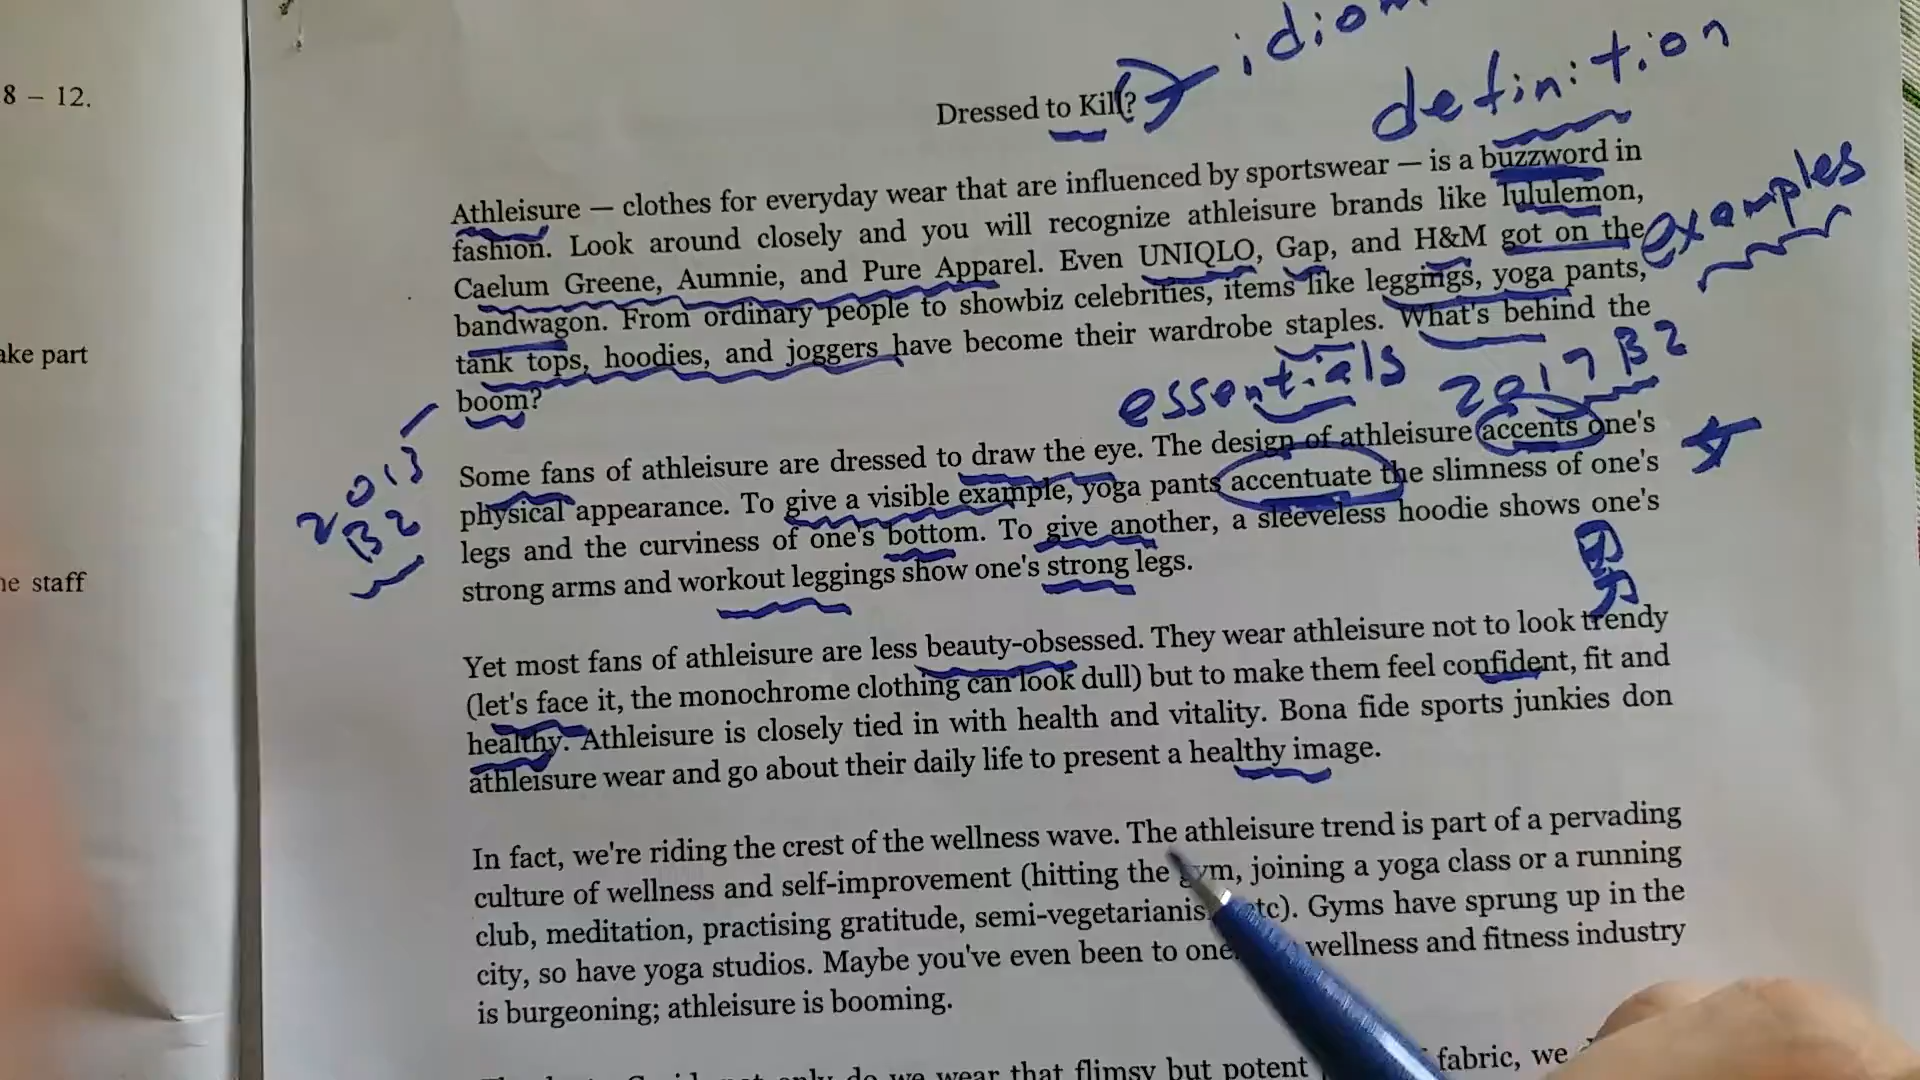 8 – 12.
idiom
Dressed to Kill?
definition
Athleisure — clothes for everyday wear that are influenced by sportswear — is a buzzword in
fashion. Look around closely and you will recognize athleisure brands like lululemon,
examples
Caelum Greene, Aumnie, and Pure Apparel. Even UNIQLO, Gap, and H&M got on the
bandwagon. From ordinary people to showbiz celebrities, items like leggings, yoga pants,
tank tops, hoodies, and joggers have become their wardrobe staples. What's behind the
boom?
essentials
2017 B2
2013
B2
Some fans of athleisure are dressed to draw the eye. The design of athleisure accents one's
physical appearance. To give a visible example, yoga pants accentuate the slimness of one's
legs and the curviness of one's bottom. To give another, a sleeveless hoodie shows one's
strong arms and workout leggings show one's strong legs.
男
Yet most fans of athleisure are less beauty-obsessed. They wear athleisure not to look trendy
(let's face it, the monochrome clothing can look dull) but to make them feel confident, fit and
healthy. Athleisure is closely tied in with health and vitality. Bona fide sports junkies don
athleisure wear and go about their daily life to present a healthy image.
In fact, we're riding the crest of the wellness wave. The athleisure trend is part of a pervading
culture of wellness and self-improvement (hitting the gym, joining a yoga class or a running
club, meditation, practising gratitude, semi-vegetarianis etc). Gyms have sprung up in the
city, so have yoga studios. Maybe you've even been to one. wellness and fitness industry
is burgeoning; athleisure is booming.
not only do we wear that flimsy but potent fabric, we
ake part
e staff